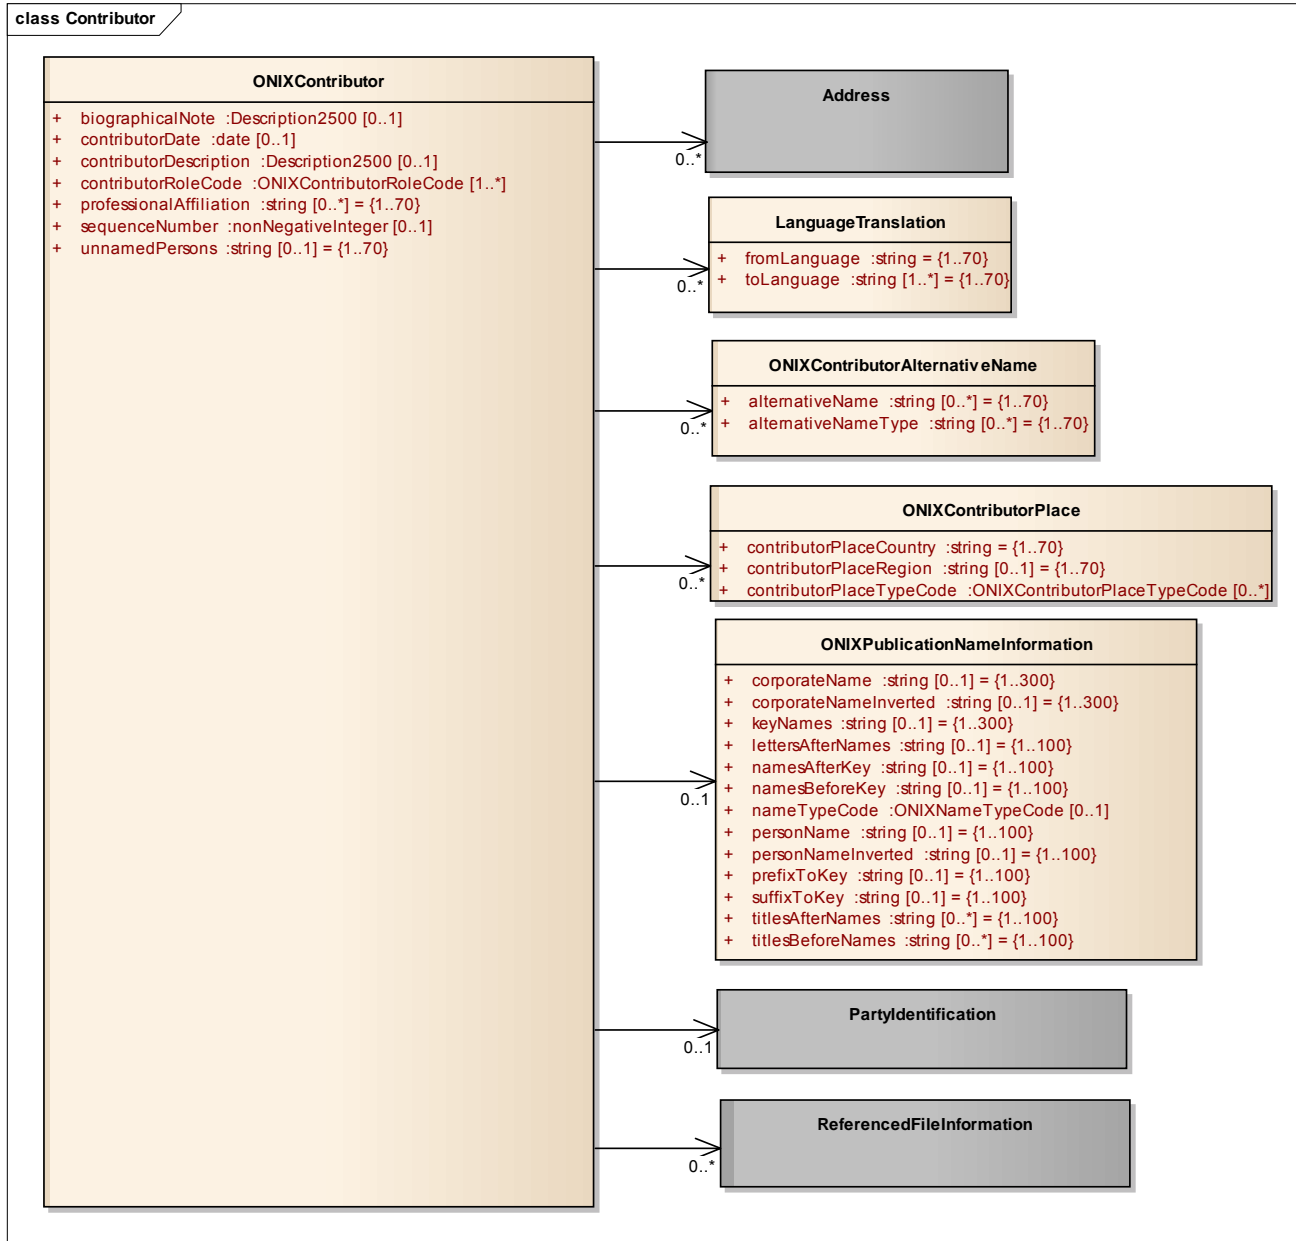 class Contributor
ONIXContributor
+ biographicalNote :Description2500 [0..1]
+ contributorDate :date [0..1]
+ contributorDescription :Description2500 [0..1]
+ contributorRoleCode :ONIXContributorRoleCode [1..*]
+ professionalAffiliation :string [0..*] = {1..70}
+ sequenceNumber :nonNegativeInteger [0..1]
+ unnamedPersons :string [0..1] = {1..70}
Address
0..*
LanguageTranslation
+ fromLanguage :string = {1..70}
+ toLanguage :string [1..*] = {1..70}
0..*
ONIXContributorAlternativeName
+ alternativeName :string [0..*] = {1..70}
+ alternativeNameType :string [0..*] = {1..70}
0..*
ONIXContributorPlace
+ contributorPlaceCountry :string = {1..70}
+ contributorPlaceRegion :string [0..1] = {1..70}
+ contributorPlaceTypeCode :ONIXContributorPlaceTypeCode [0..*]
0..*
ONIXPublicationNameInformation
+ corporateName :string [0..1] = {1..300}
+ corporateNameInverted :string [0..1] = {1..300}
+ keyNames :string [0..1] = {1..300}
+ lettersAfterNames :string [0..1] = {1..100}
+ namesAfterKey :string [0..1] = {1..100}
+ namesBeforeKey :string [0..1] = {1..100}
+ nameTypeCode :ONIXNameTypeCode [0..1]
+ personName :string [0..1] = {1..100}
+ personNameInverted :string [0..1] = {1..100}
+ prefixToKey :string [0..1] = {1..100}
+ suffixToKey :string [0..1] = {1..100}
+ titlesAfterNames :string [0..*] = {1..100}
+ titlesBeforeNames :string [0..*] = {1..100}
0..1
PartyIdentification
0..1
ReferencedFileInformation
0..*